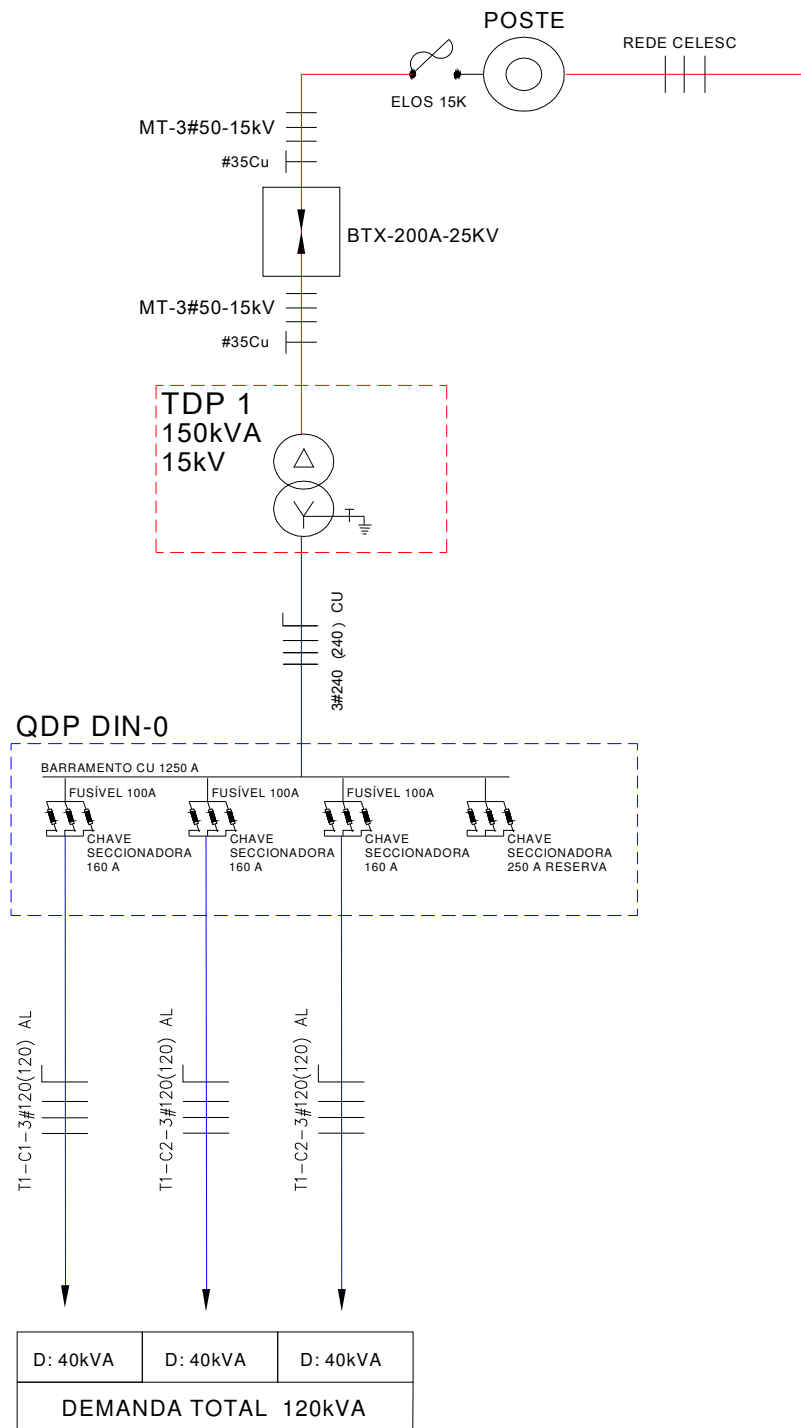 POSTE
REDE CELESC
ELOS 15K
MT-3#50-15kV
#35Cu
BTX-200A-25KV
MT-3#50-15kV
#35Cu
TDP 1
150kVA
15kV
3#240 (240) CU
QDP DIN-0
BARRAMENTO CU 1250 A
FUSÍVEL 100A
FUSÍVEL 100A
FUSÍVEL 100A
CHAVE
SECCIONADORA
160 A
CHAVE
SECCIONADORA
160 A
CHAVE
SECCIONADORA
160 A
CHAVE
SECCIONADORA
250 A RESERVA
T1-C1-3#120(120) AL
T1-C2-3#120(120) AL
T1-C2-3#120(120) AL
D: 40kVA
D: 40kVA
D: 40kVA
DEMANDA TOTAL 120kVA